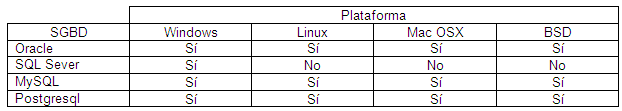 Plataforma
SGBD Windows Linux Mac OSX BSD
Oracle Sí Sí Sí Sí
SQL Sever Sí No No No
MySQL Sí Sí Sí Sí
Postgresql Sí Sí Sí Sí